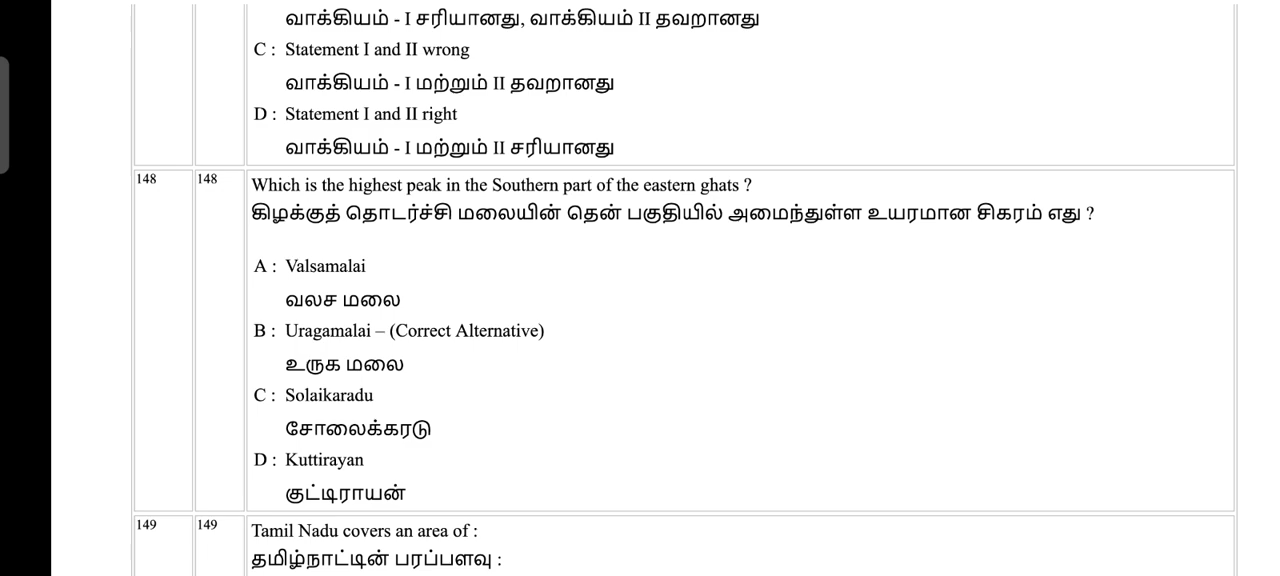 வாக்கியம் - I சரியானது, வாக்கியம் II தவறானது
C : Statement I and II wrong
வாக்கியம் - I மற்றும் II தவறானது
D : Statement I and II right
வாக்கியம் - I மற்றும் II சரியானது
148 148 Which is the highest peak in the Southern part of the eastern ghats ?
கிழக்குத் தொடர்ச்சி மலையின் தென் பகுதியில் அமைந்துள்ள உயரமான சிகரம் எது ?
A : Valsamalai
வலச மலை
B : Uragamalai – (Correct Alternative)
உருக மலை
C : Solaikaradu
சோலைக்கரடு
D : Kuttirayan
குட்டிராயன்
149 149 Tamil Nadu covers an area of :
தமிழ்நாட்டின் பரப்பளவு :